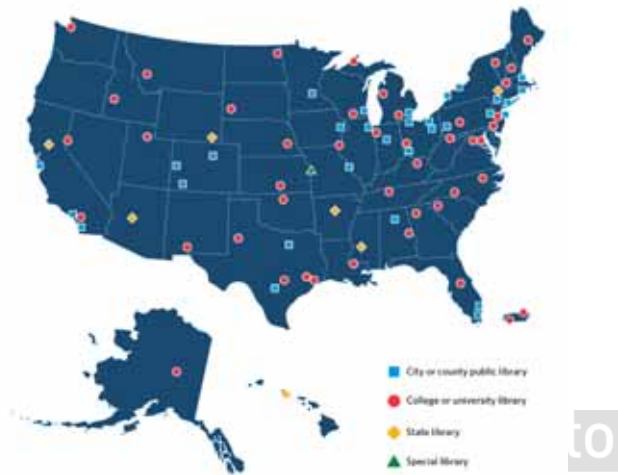 City or county public library
College or university library
State library
Special library
to